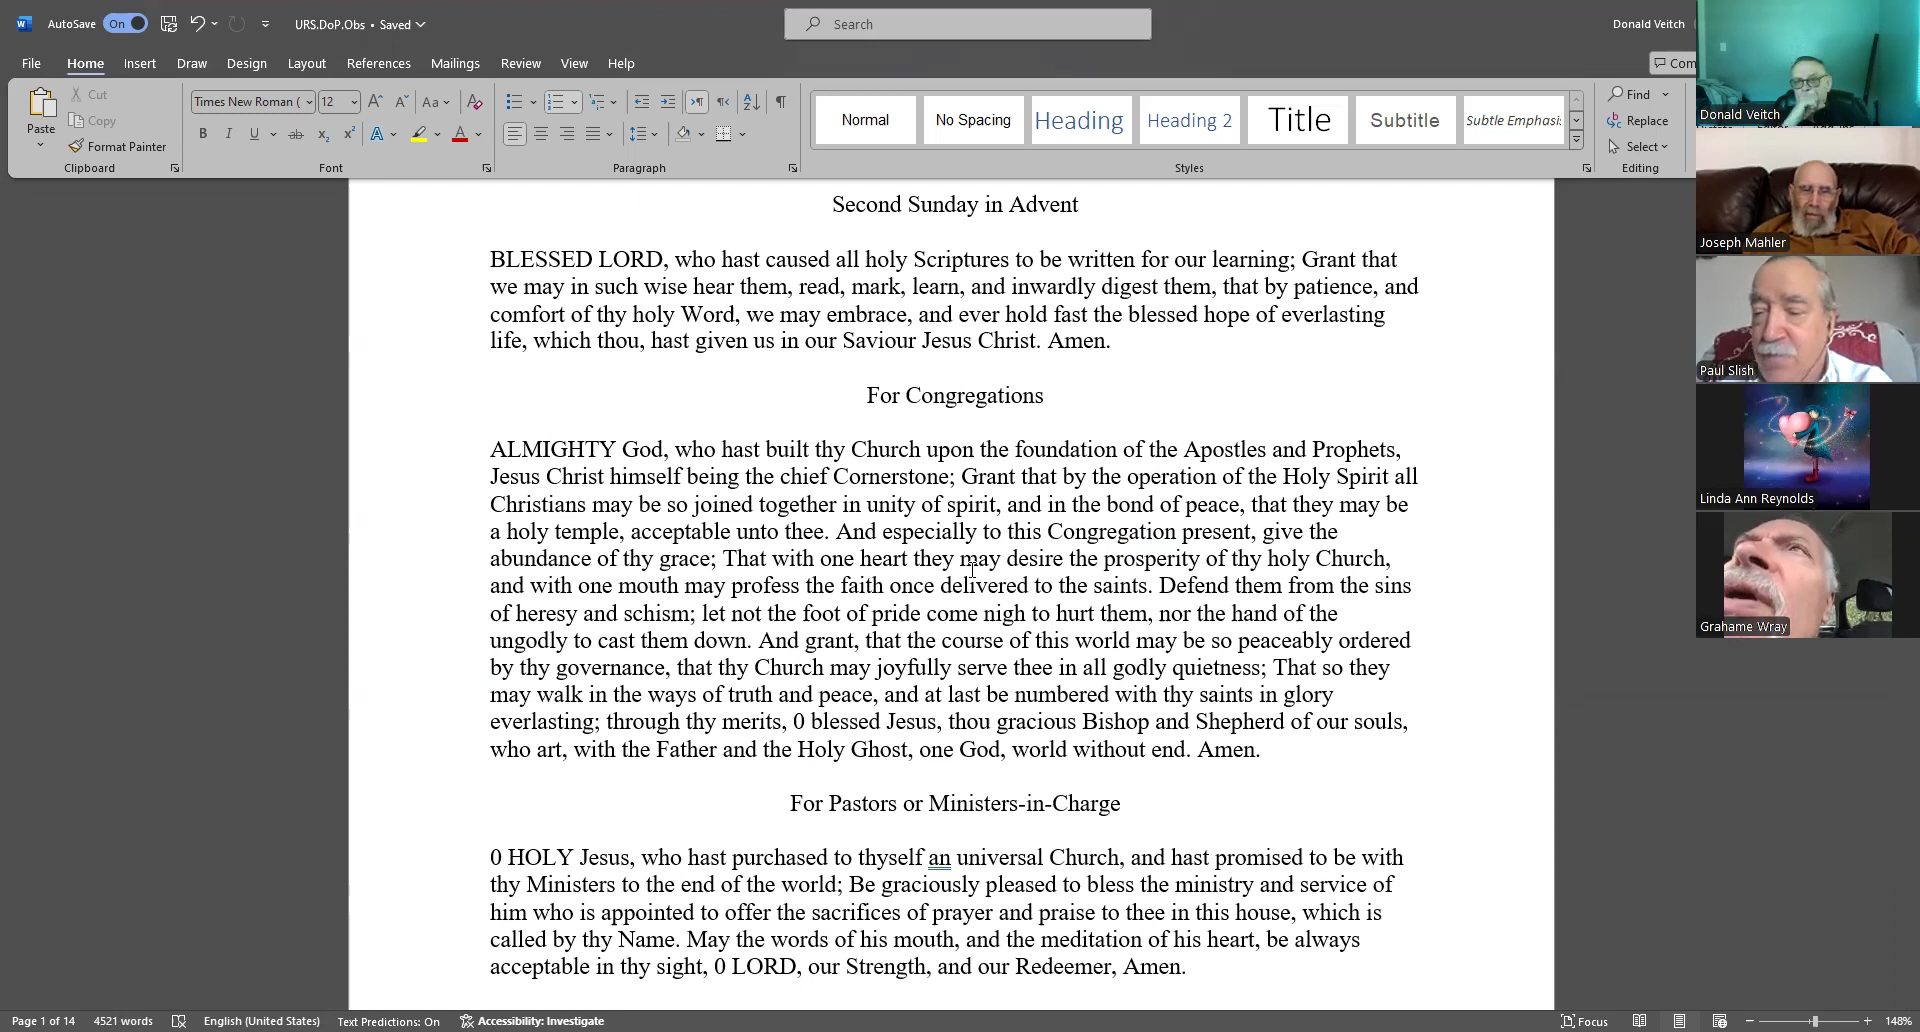 AutoSave On URS.DoP.Obs • Saved Search Donald Veitch
File Home Insert Draw Design Layout References Mailings Review View Help Com
Paste Cut Copy Format Painter Clipboard
Times New Roman ( 12 Aa Font
Paragraph
Normal No Spacing Heading Heading 2 Title Subtitle Subtle Emphasi Styles
Find Replace Select Editing
Second Sunday in Advent
BLESSED LORD, who hast caused all holy Scriptures to be written for our learning; Grant that
we may in such wise hear them, read, mark, learn, and inwardly digest them, that by patience, and
comfort of thy holy Word, we may embrace, and ever hold fast the blessed hope of everlasting
life, which thou, hast given us in our Saviour Jesus Christ. Amen.
For Congregations
ALMIGHTY God, who hast built thy Church upon the foundation of the Apostles and Prophets,
Jesus Christ himself being the chief Cornerstone; Grant that by the operation of the Holy Spirit all
Christians may be so joined together in unity of spirit, and in the bond of peace, that they may be
a holy temple, acceptable unto thee. And especially to this Congregation present, give the
abundance of thy grace; That with one heart they may desire the prosperity of thy holy Church,
and with one mouth may profess the faith once delivered to the saints. Defend them from the sins
of heresy and schism; let not the foot of pride come nigh to hurt them, nor the hand of the
ungodly to cast them down. And grant, that the course of this world may be so peaceably ordered
by thy governance, that thy Church may joyfully serve thee in all godly quietness; That so they
may walk in the ways of truth and peace, and at last be numbered with thy saints in glory
everlasting; through thy merits, 0 blessed Jesus, thou gracious Bishop and Shepherd of our souls,
who art, with the Father and the Holy Ghost, one God, world without end. Amen.
For Pastors or Ministers-in-Charge
0 HOLY Jesus, who hast purchased to thyself an universal Church, and hast promised to be with
thy Ministers to the end of the world; Be graciously pleased to bless the ministry and service of
him who is appointed to offer the sacrifices of prayer and praise to thee in this house, which is
called by thy Name. May the words of his mouth, and the meditation of his heart, be always
acceptable in thy sight, 0 LORD, our Strength, and our Redeemer, Amen.
Donald Veitch
Joseph Mahler
Paul Slish
Linda Ann Reynolds
Grahame Wray
Page 1 of 14 4521 words English (United States) Text Predictions: On Accessibility: Investigate Focus 148%